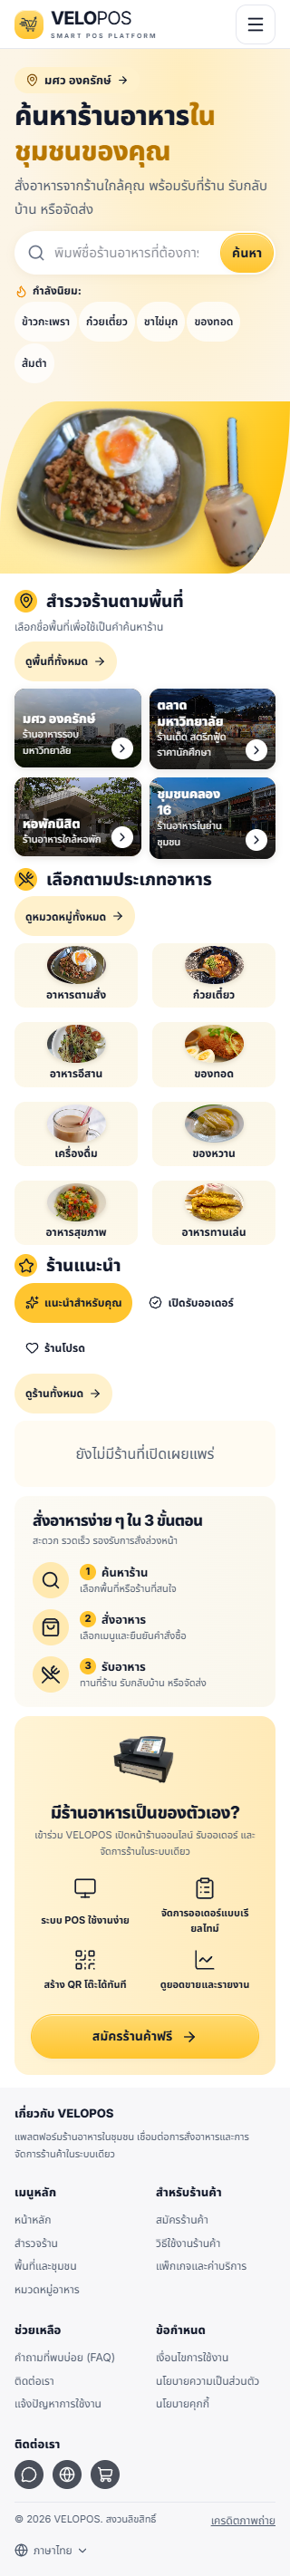 VELOPOS
SMART POS PLATFORM
มศว องครักษ์
ค้นหาร้านอาหารใน
ชุมชนของคุณ
สั่งอาหารจากร้านใกล้คุณ พร้อมรับที่ร้าน รับกลับ
บ้าน หรือจัดส่ง
พิมพ์ชื่อร้านอาหารที่ต้องการ
ค้นหา
กำลังนิยม:
ข้าวกะเพรา
ก๋วยเตี๋ยว
ชาไข่มุก
ของทอด
ส้มตำ
สำรวจร้านตามพื้นที่
เลือกชื่อพื้นที่เพื่อใช้เป็นคำค้นหาร้าน
ดูพื้นที่ทั้งหมด
มศว องครักษ์
ร้านอาหารรอบ
มหาวิทยาลัย
ตลาด
มหาวิทยาลัย
ร้านเด็ด สตรีทฟู้ด
ราคานักศึกษา
หอพักนิสิต
ร้านอาหารใกล้หอพัก
ชุมชนคลอง
16
ร้านอาหารในย่าน
ชุมชน
เลือกตามประเภทอาหาร
ดูหมวดหมู่ทั้งหมด
อาหารตามสั่ง
ก๋วยเตี๋ยว
อาหารอีสาน
ของทอด
เครื่องดื่ม
ของหวาน
อาหารสุขภาพ
อาหารทานเล่น
ร้านแนะนำ
แนะนำสำหรับคุณ
เปิดรับออเดอร์
ร้านโปรด
ดูร้านทั้งหมด
ยังไม่มีร้านที่เปิดเผยแพร่
สั่งอาหารง่าย ๆ ใน 3 ขั้นตอน
สะดวก รวดเร็ว รองรับการสั่งล่วงหน้า
1 ค้นหาร้าน
เลือกพื้นที่หรือร้านที่สนใจ
2 สั่งอาหาร
เลือกเมนูและยืนยันคำสั่งซื้อ
3 รับอาหาร
ทานที่ร้าน รับกลับบ้าน หรือจัดส่ง
มีร้านอาหารเป็นของตัวเอง?
เข้าร่วม VELOPOS เปิดหน้าร้านออนไลน์ รับออเดอร์ และ
จัดการร้านในระบบเดียว
ระบบ POS ใช้งานง่าย
จัดการออเดอร์แบบเรี
ยลไทม์
สร้าง QR โต๊ะได้ทันที
ดูยอดขายและรายงาน
สมัครร้านค้าฟรี
เกี่ยวกับ VELOPOS
แพลตฟอร์มร้านอาหารในชุมชน เชื่อมต่อการสั่งอาหารและการ
จัดการร้านค้าในระบบเดียว
เมนูหลัก
หน้าหลัก
สำรวจร้าน
พื้นที่และชุมชน
หมวดหมู่อาหาร
สำหรับร้านค้า
สมัครร้านค้า
วิธีใช้งานร้านค้า
แพ็กเกจและค่าบริการ
ช่วยเหลือ
คำถามที่พบบ่อย (FAQ)
ติดต่อเรา
แจ้งปัญหาการใช้งาน
ข้อกำหนด
เงื่อนไขการใช้งาน
นโยบายความเป็นส่วนตัว
นโยบายคุกกี้
ติดต่อเรา
© 2026 VELOPOS. สงวนลิขสิทธิ์
เครดิตภาพถ่าย
ภาษาไทย